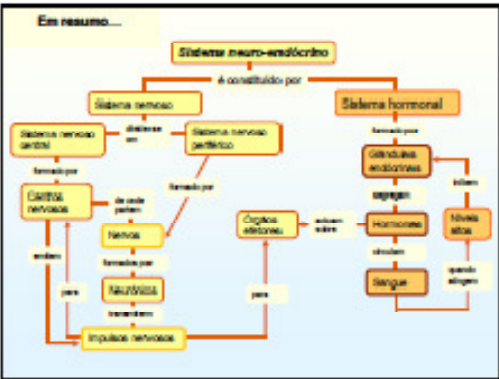 Em resumo...
Sistema neuro-endócrino
é constituído por
Sistema nervoso
Sistema hormonal
Sistema nervoso
central
divide-se
em
Sistema nervoso
periférico
formado por
Glândulas
endócrinas
formado por
Centros
nervosos
de onde
partem
formado por
segregam
inibem
Nervos
Órgãos
efetores
actuam
sobre
Hormonas
Níveis
altos
enviam
formados por
circulam
para
Neurónios
para
Sangue
quando
atingem
transmitem
Impulsos nervosos